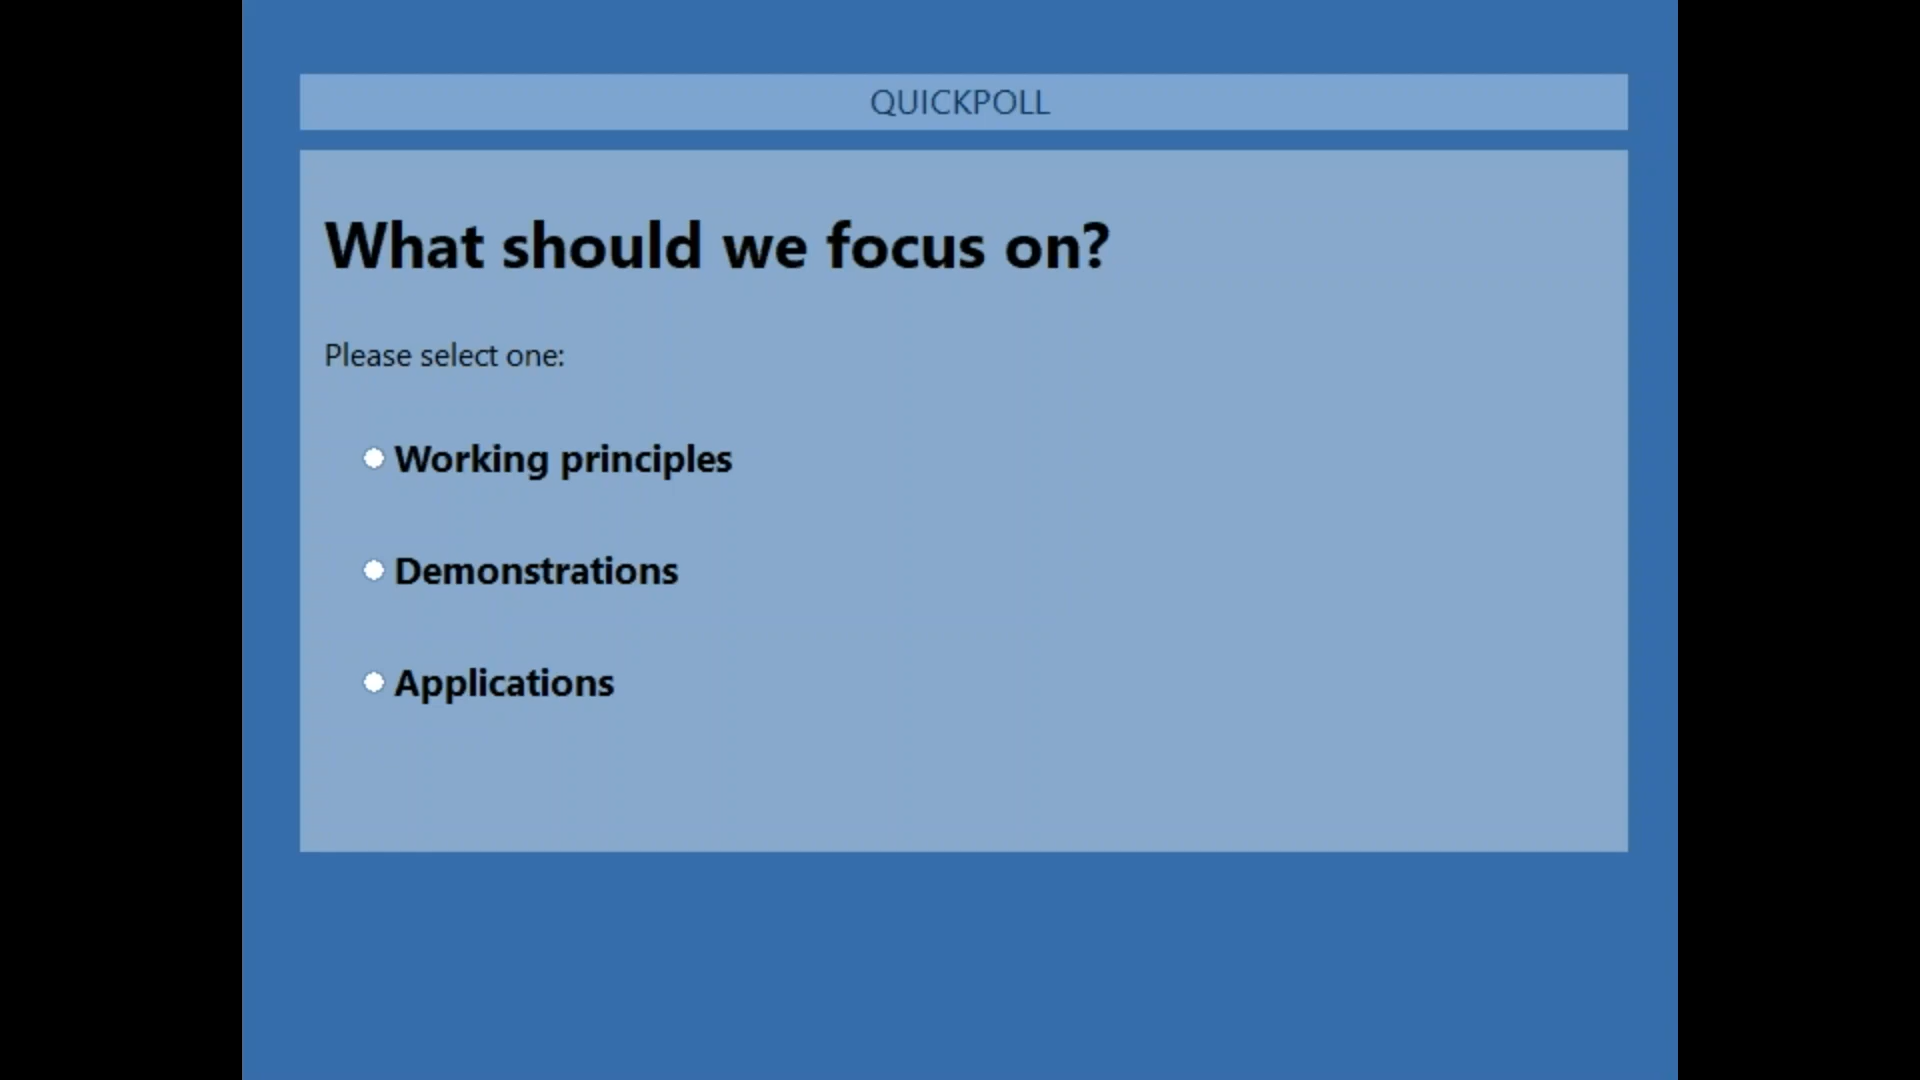 QUICKPOLL
What should we focus on?
Please select one:
Working principles
Demonstrations
Applications